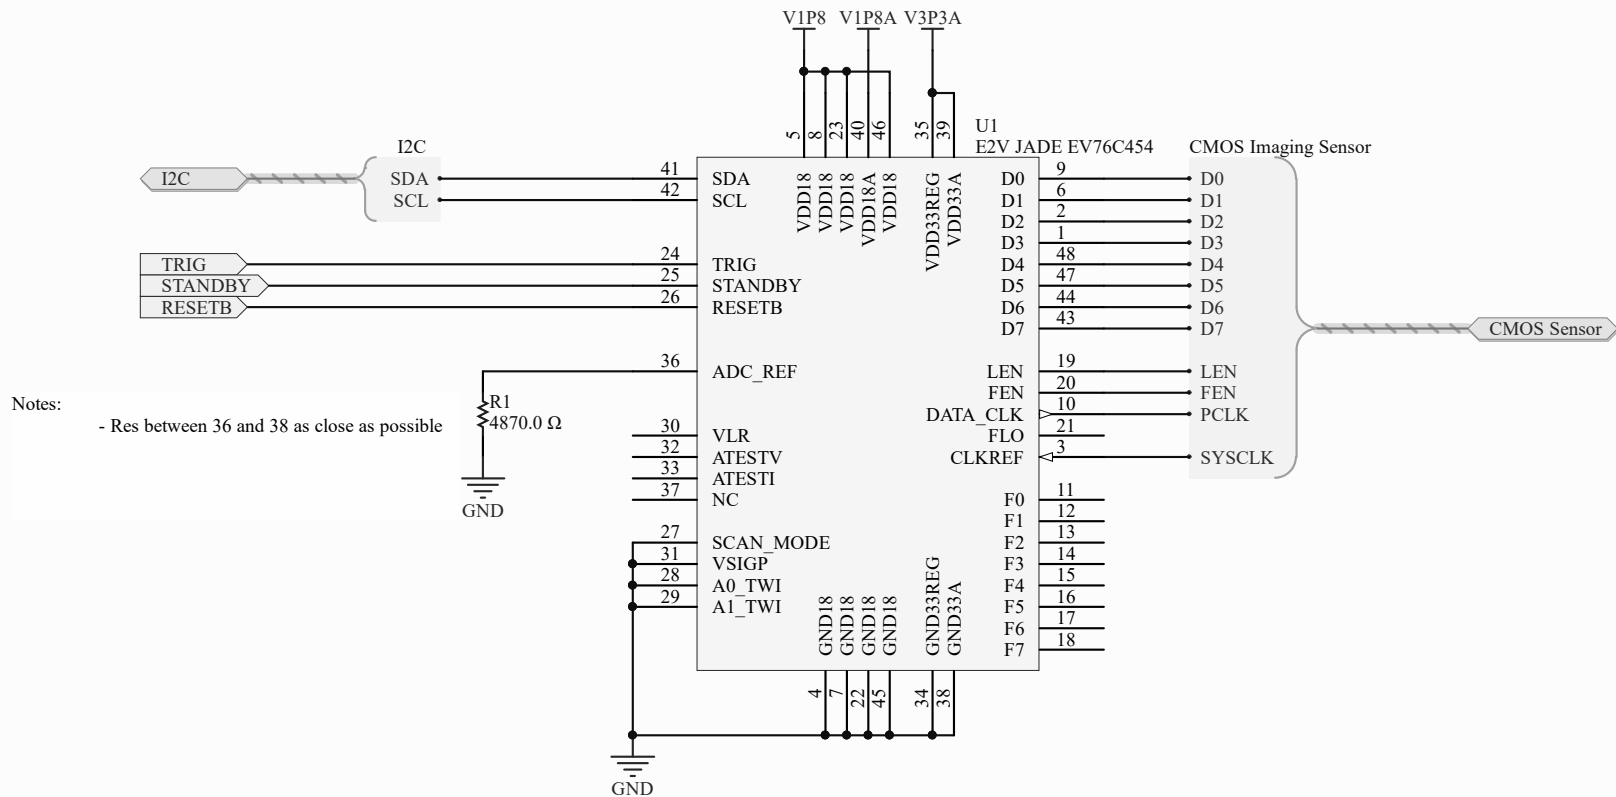 V1P8 V1P8A V3P3A
5 8 23 40 46 35 39
U1
E2V JADE EV76C454
I2C
CMOS Imaging Sensor
I2C SDA 41 SDA
SCL 42 SCL
VDD18 VDD18 VDD18 VDD18A VDD18 VDD33REG VDD33A
D0 9 D0
D1 6 D1
D2 2 D2
D3 1 D3
TRIG 24 TRIG D4 48 D4
STANDBY 25 STANDBY D5 47 D5
RESETB 26 RESETB D6 44 D6
D7 43 D7
CMOS Sensor
36 ADC_REF LEN 19 LEN
FEN 20 FEN
Notes:
- Res between 36 and 38 as close as possible
R1
4870.0 Ω
GND
DATA_CLK 10 PCLK
30 VLR FLO 21
32 ATESTV CLKREF 3 SYSCLK
33 ATESTI
37 NC F0 11
F1 12
27 SCAN_MODE F2 13
31 VSIGP F3 14
28 A0_TWI F4 15
29 A1_TWI F5 16
F6 17
F7 18
GND18 GND18 GND18 GND18 GND33REG GND33A
4 7 22 45 34 38
GND